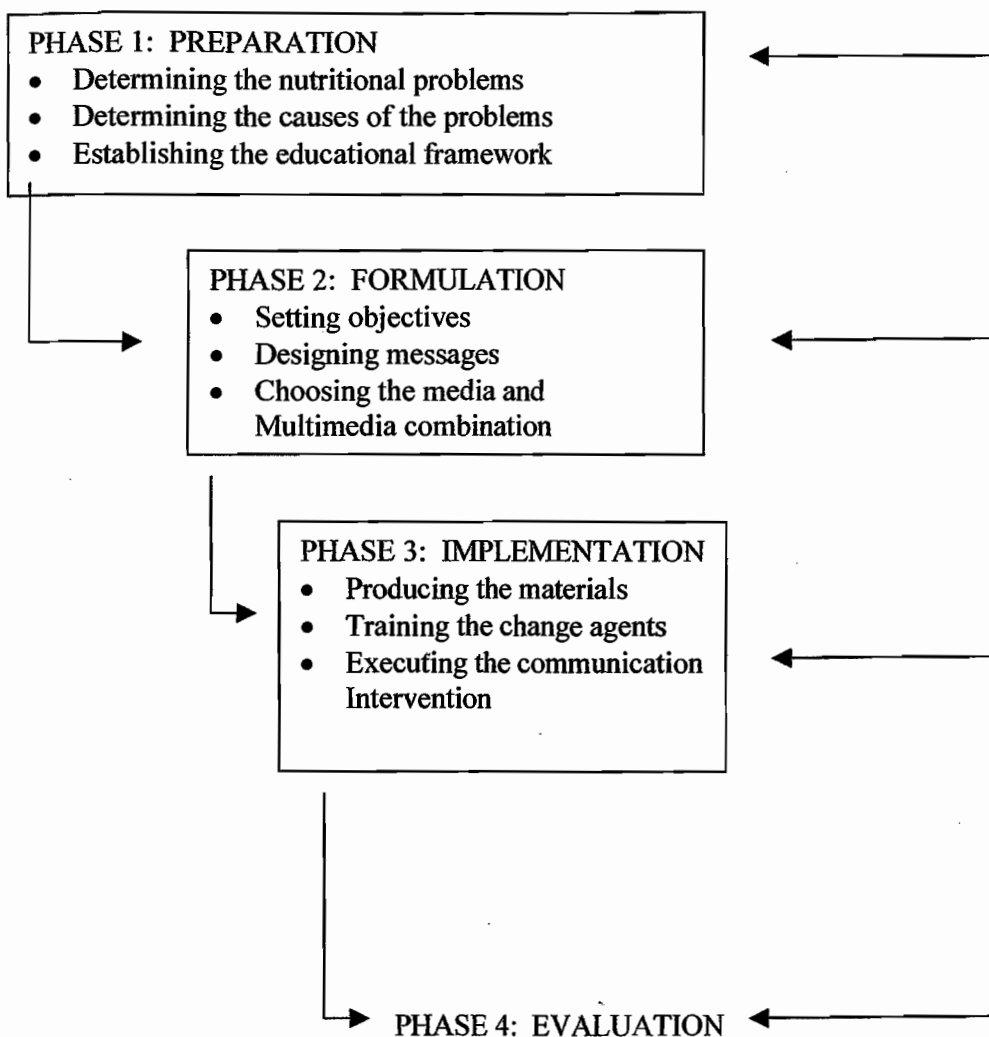 PHASE 1: PREPARATION
• Determining the nutritional problems
• Determining the causes of the problems
• Establishing the educational framework
PHASE 2: FORMULATION
• Setting objectives
• Designing messages
• Choosing the media and
Multimedia combination
PHASE 3: IMPLEMENTATION
• Producing the materials
• Training the change agents
• Executing the communication
Intervention
PHASE 4: EVALUATION